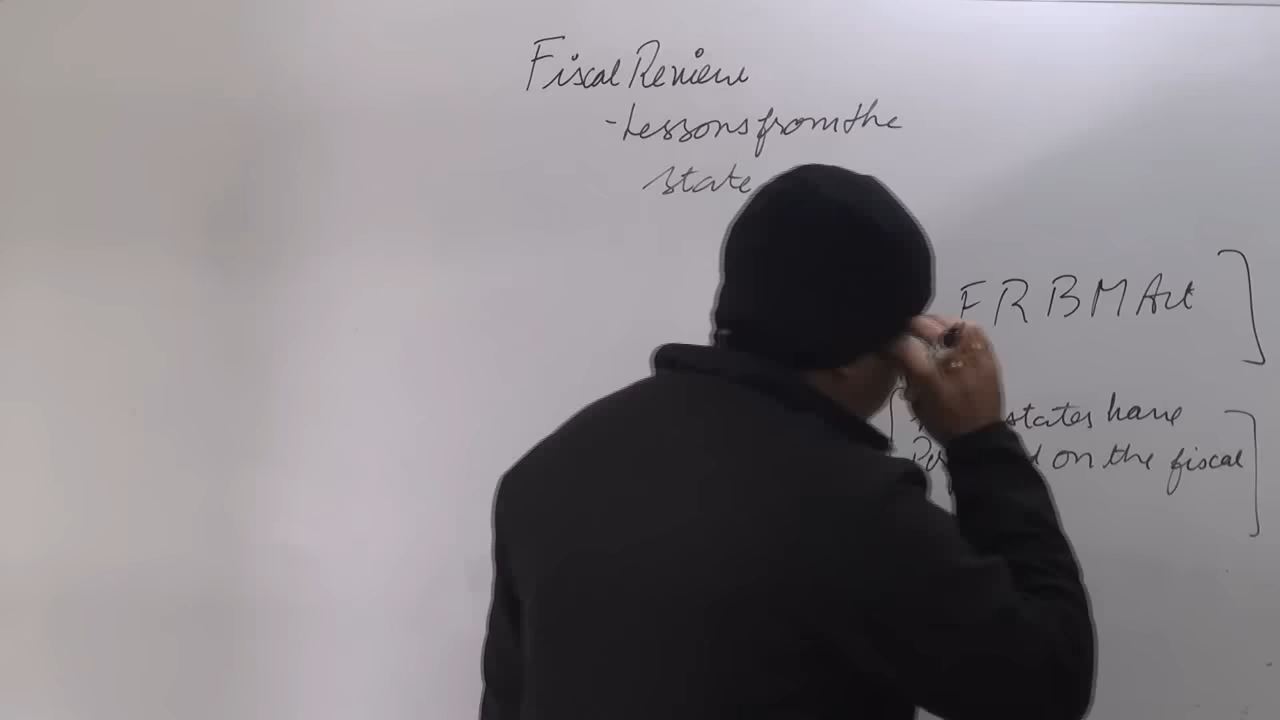 Fiscal Review
- Lessons from the
state
FRBM Act
states have
on the fiscal